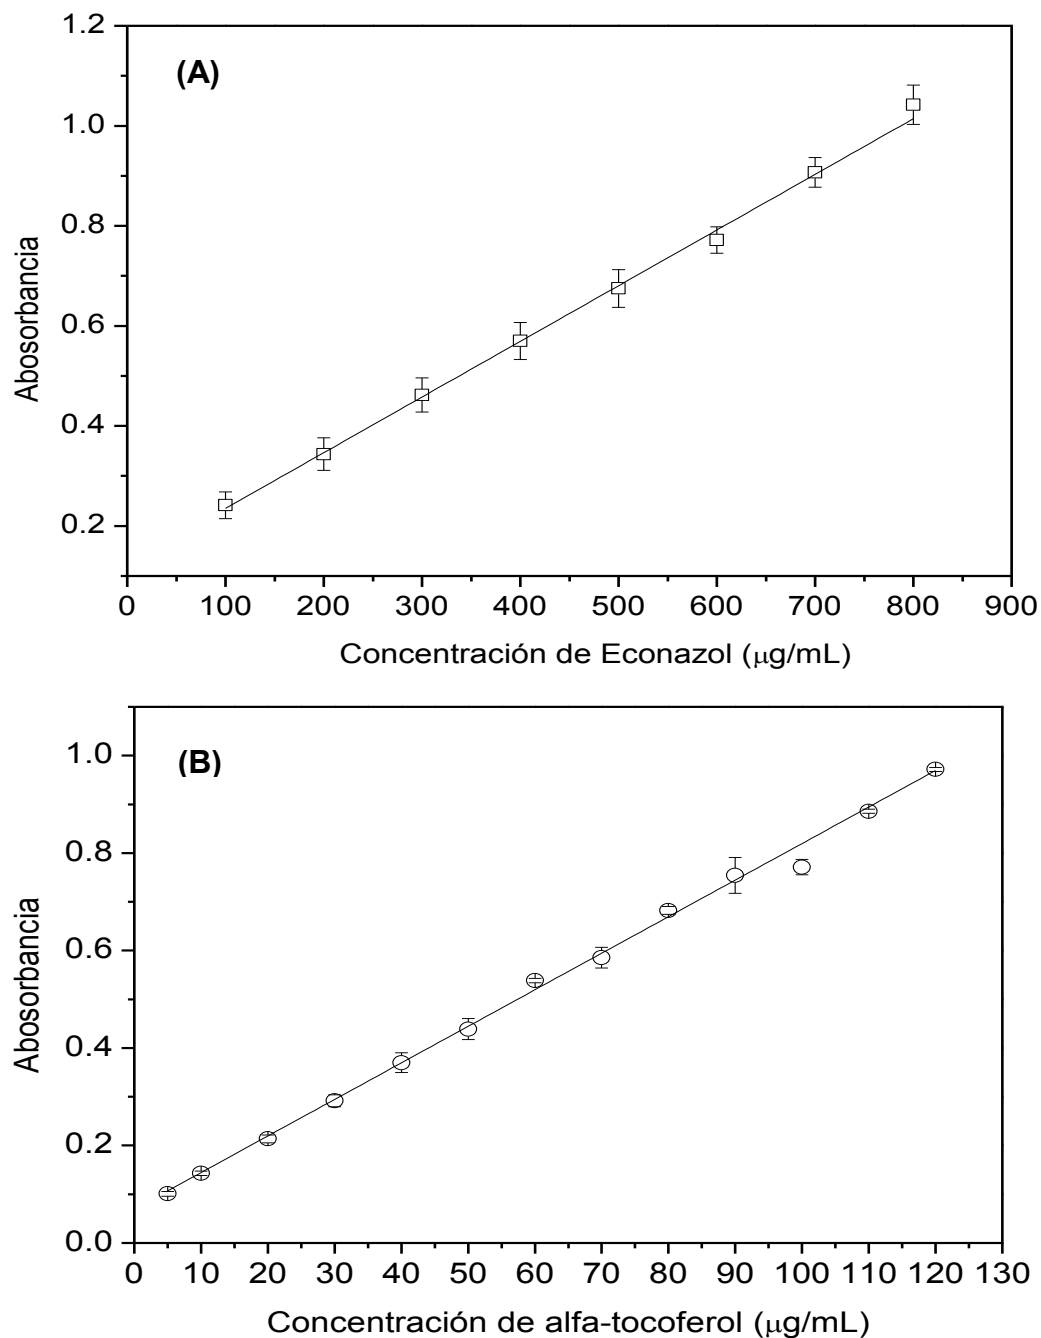 (A)
1.2
1.0
0.8
0.6
0.4
0.2
Abosorbancia
0 100 200 300 400 500 600 700 800 900
Concentración de Econazol (μg/mL)
(B)
1.0
0.8
0.6
0.4
0.2
0.0
Abosorbancia
0 10 20 30 40 50 60 70 80 90 100 110 120 130
Concentración de alfa-tocoferol (μg/mL)